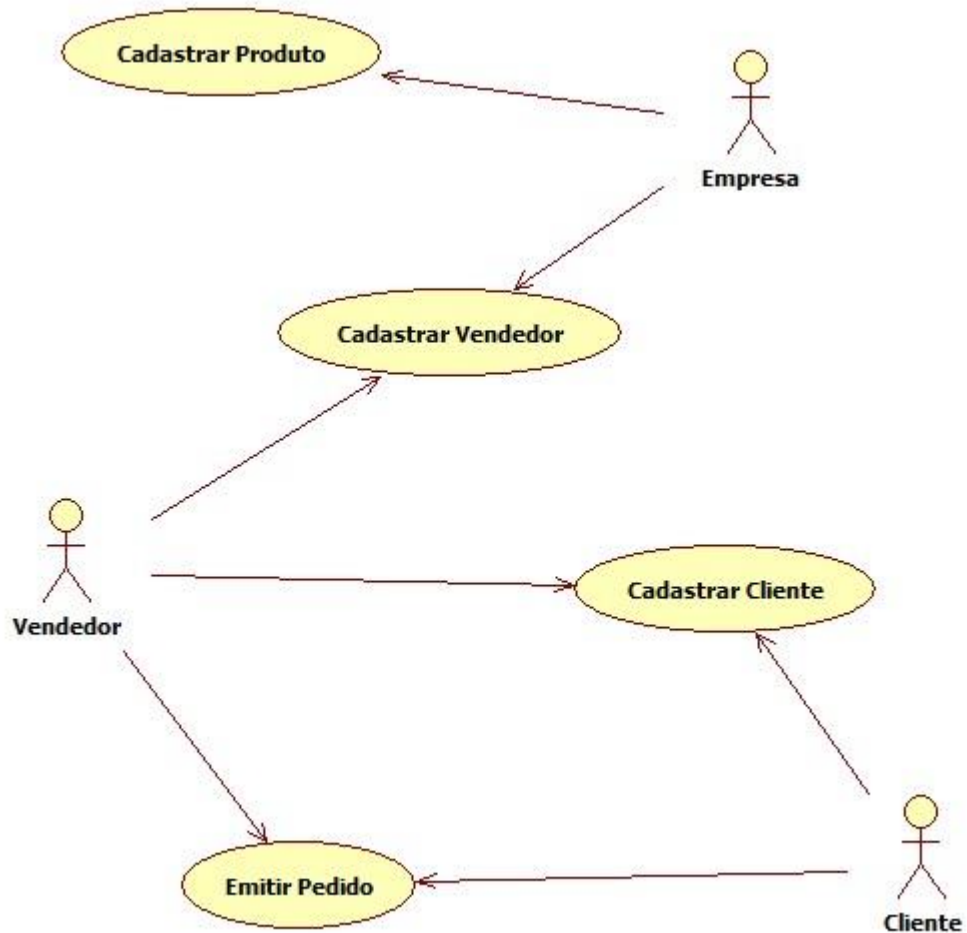 Cadastrar Produto
Empresa
Cadastrar Vendedor
Vendedor
Cadastrar Cliente
Emitir Pedido
Cliente